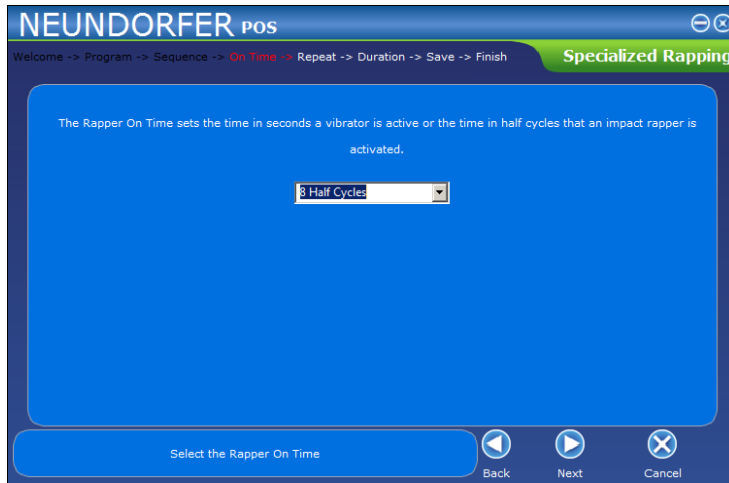 NEUNDORFER POS
Welcome -> Program -> Sequence -> On Time -> Repeat -> Duration -> Save -> Finish
Specialized Rapping
The Rapper On Time sets the time in seconds a vibrator is active or the time in half cycles that an impact rapper is
activated.
8 Half Cycles
Select the Rapper On Time
Back
Next
Cancel